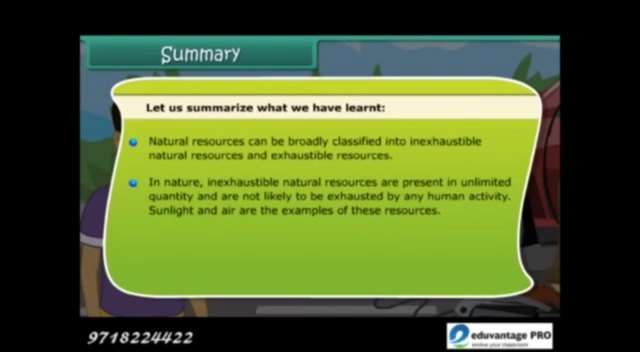 Summary
Let us summarize what we have learnt:
Natural resources can be broadly classified into inexhaustible
natural resources and exhaustible resources.
In nature, inexhaustible natural resources are present in unlimited
quantity and are not likely to be exhausted by any human activity.
Sunlight and air are the examples of these resources.
9718224422
eduvantage PRO